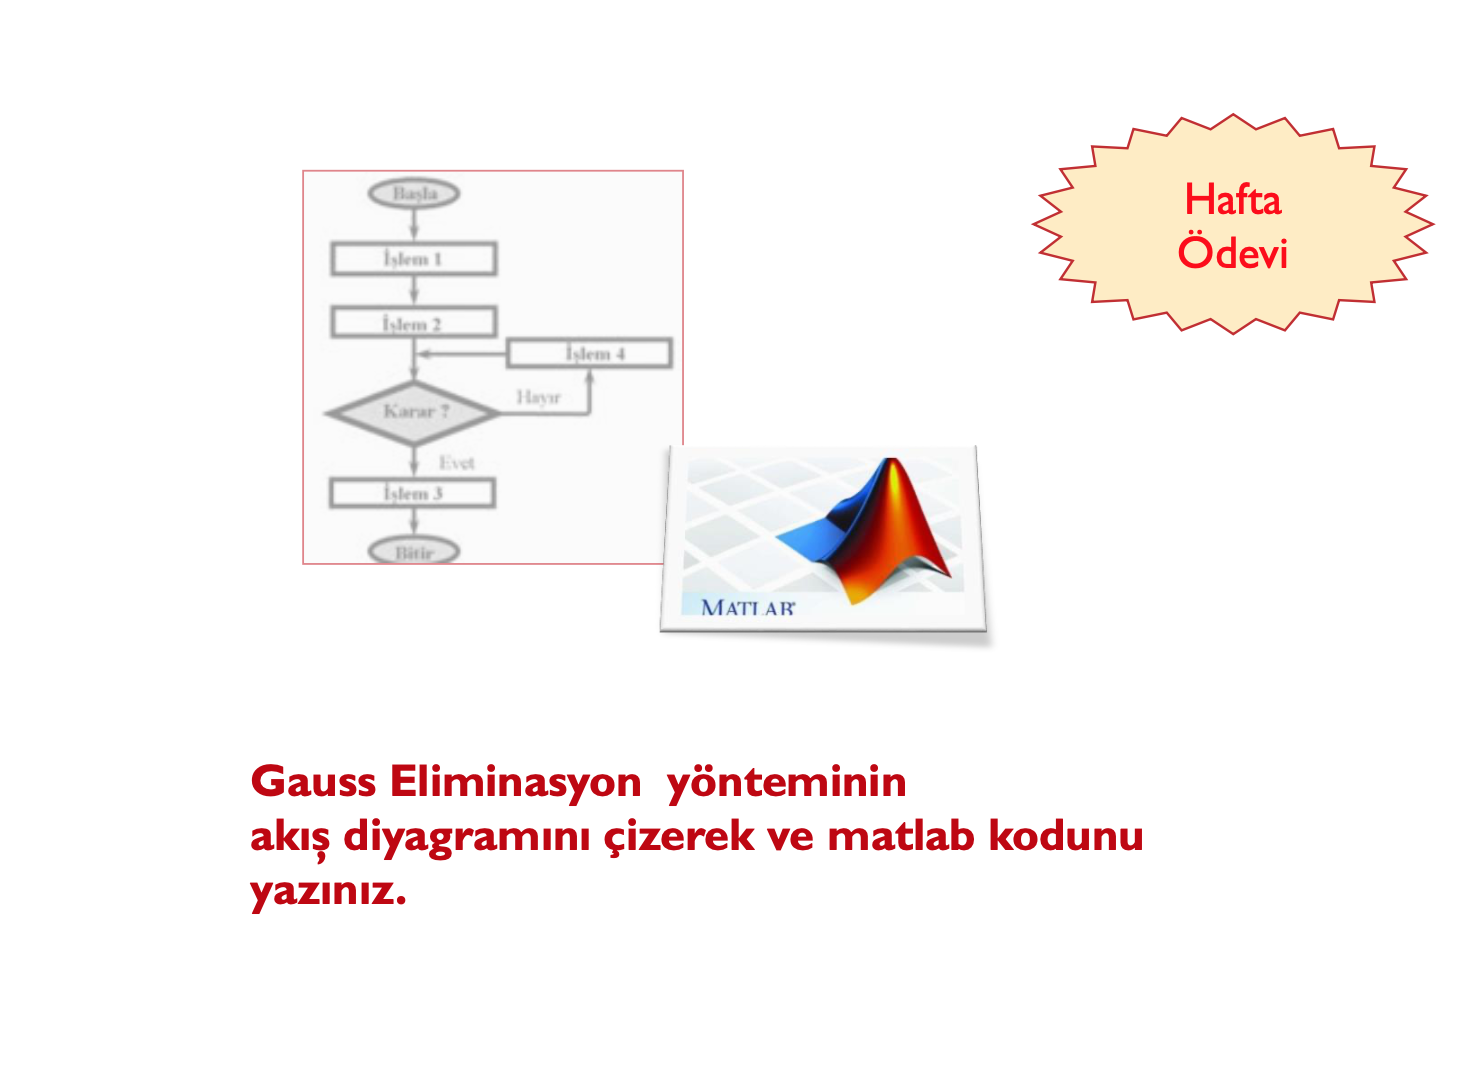 Hafta
Ödevi
Başla
İşlem 1
İşlem 2
İşlem 4
Karar ?
Hayır
Evet
İşlem 3
Bitir
MATLAB®
Gauss Eliminasyon yönteminin
akış diyagramını çizerek ve matlab kodunu
yazınız.